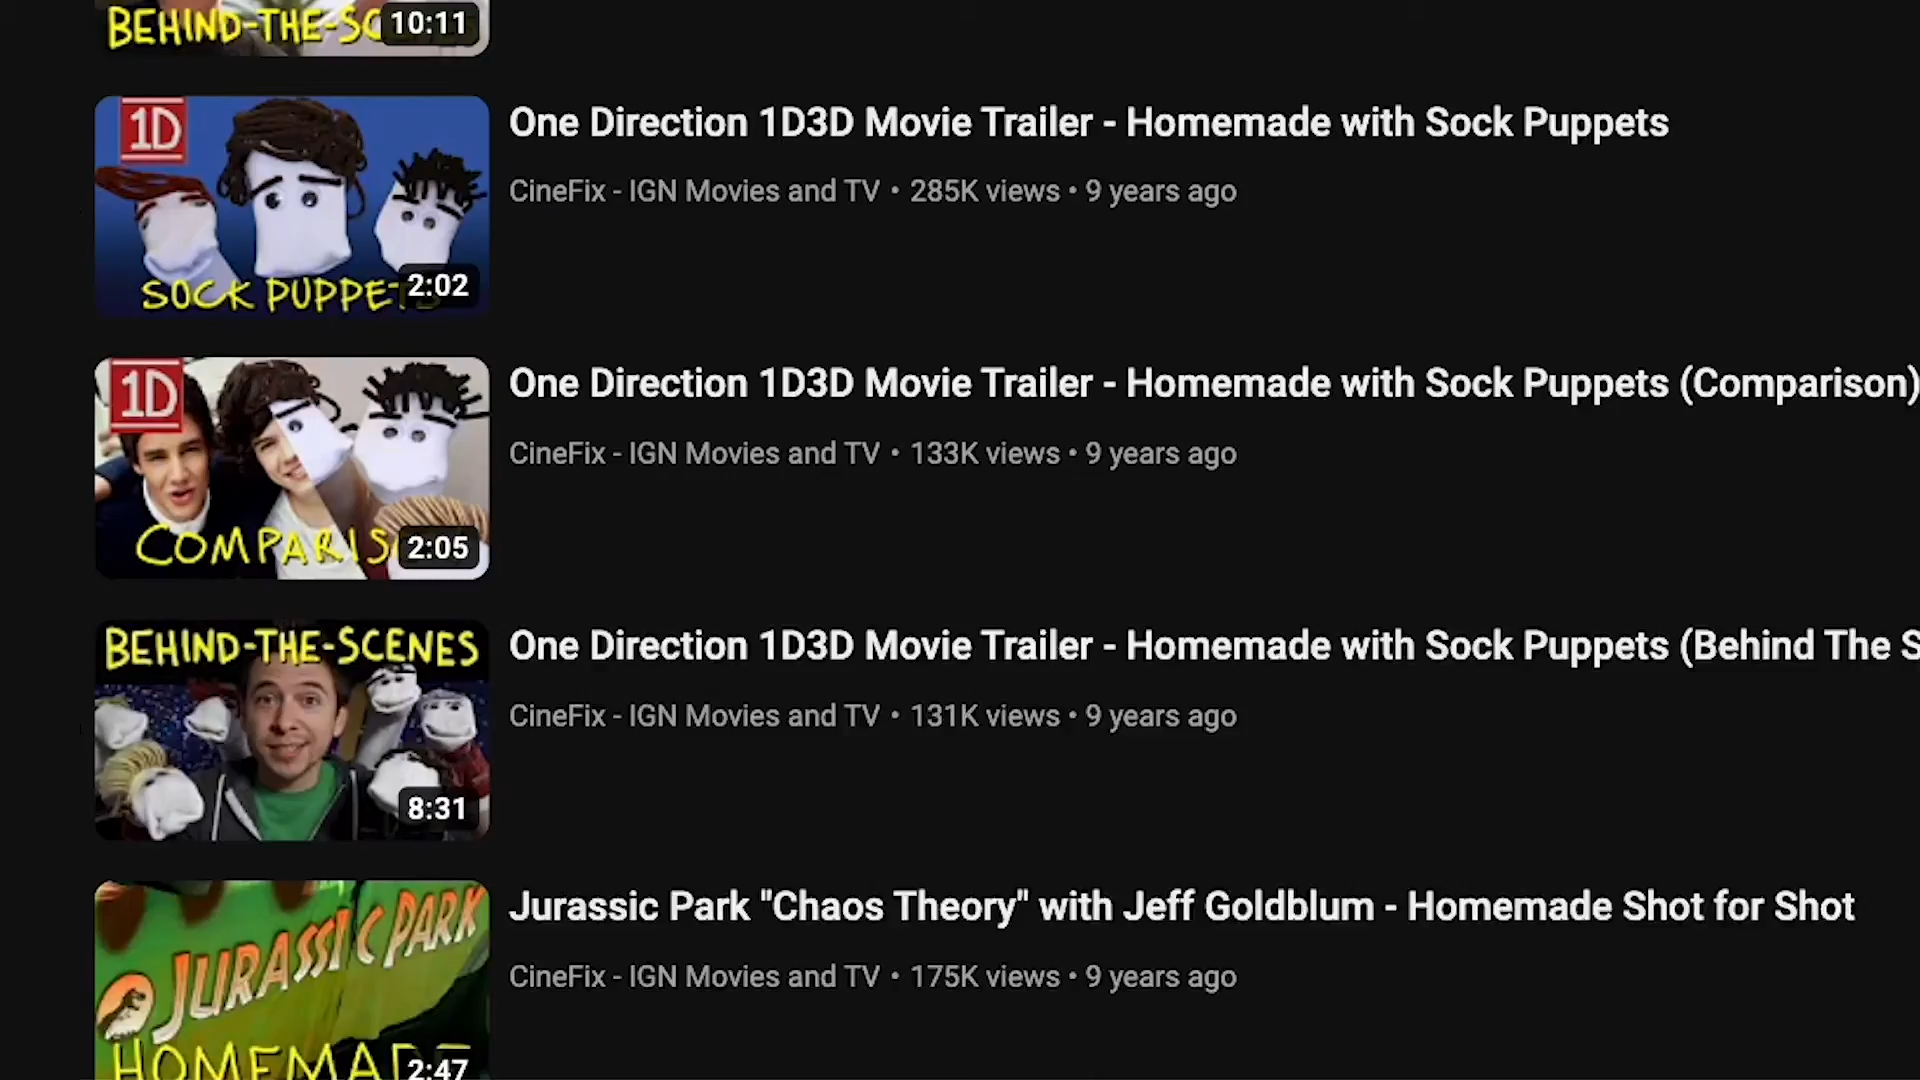 BEHIND-THE-SC
10:11
1D
SOCK PUPPET
2:02
One Direction 1D3D Movie Trailer - Homemade with Sock Puppets
CineFix - IGN Movies and TV • 285K views • 9 years ago
1D
COMPARIS
2:05
One Direction 1D3D Movie Trailer - Homemade with Sock Puppets (Comparison)
CineFix - IGN Movies and TV • 133K views • 9 years ago
BEHIND-THE-SCENES
8:31
One Direction 1D3D Movie Trailer - Homemade with Sock Puppets (Behind The S
CineFix - IGN Movies and TV • 131K views • 9 years ago
JURASSIC PARK
HOMEMAD
2:47
Jurassic Park "Chaos Theory" with Jeff Goldblum - Homemade Shot for Shot
CineFix - IGN Movies and TV • 175K views • 9 years ago